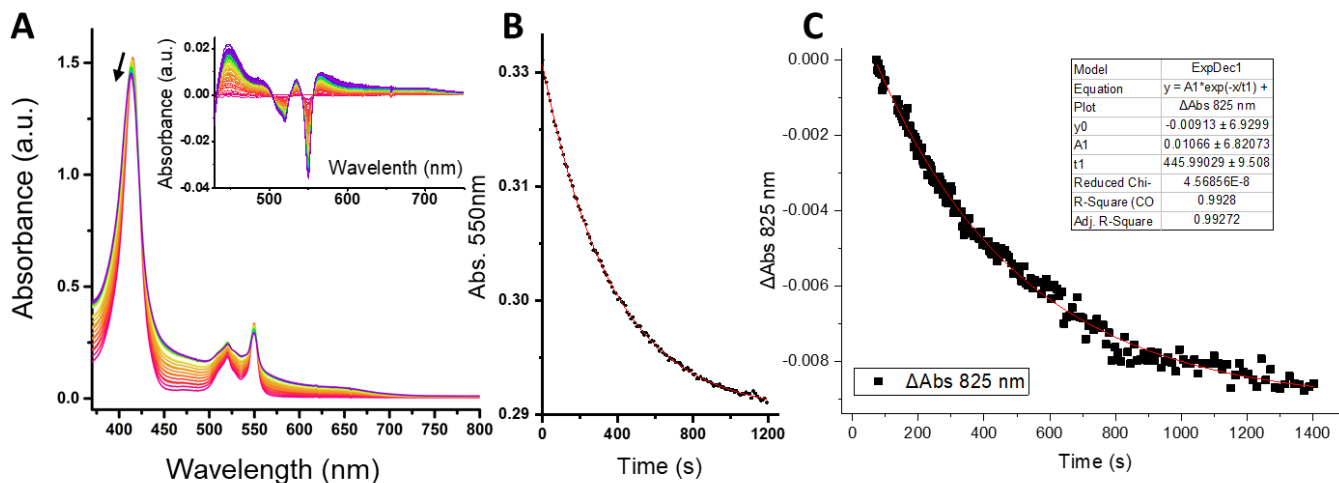 A
Absorbance (a.u.)
1.5
1.0
0.5
0.0
400 450 500 550 600 650 700 750 800
Wavelength (nm)
Absorbance (a.u.)
0.02
0.00
-0.02
-0.04
500 600 700
Wavelenth (nm)
B
Abs. 550nm
0.33
0.31
0.30
0.29
0 400 800 1200
Time (s)
C
ΔAbs 825 nm
0.000
-0.002
-0.004
-0.006
-0.008
0 200 400 600 800 1000 1200 1400
Time (s)
ΔAbs 825 nm
Model ExpDec1
Equation y = A1*exp(-x/t1) +
Plot ΔAbs 825 nm
y0 -0.00913 ± 6.9299
A1 0.01066 ± 6.82073
t1 445.99029 ± 9.508
Reduced Chi- 4.56856E-8
R-Square (CO 0.9928
Adj. R-Square 0.99272